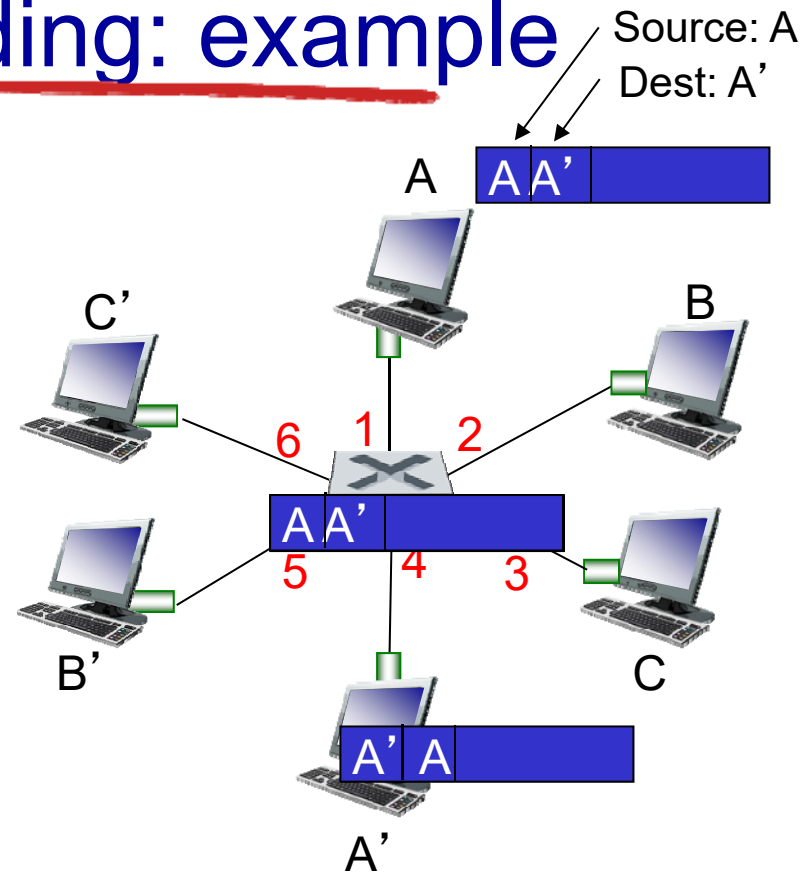 ding: example
Source: A
Dest: A’
A
A A’
C’
B
1
2
6
A A’
5
4
3
B’
C
A’ A
A’